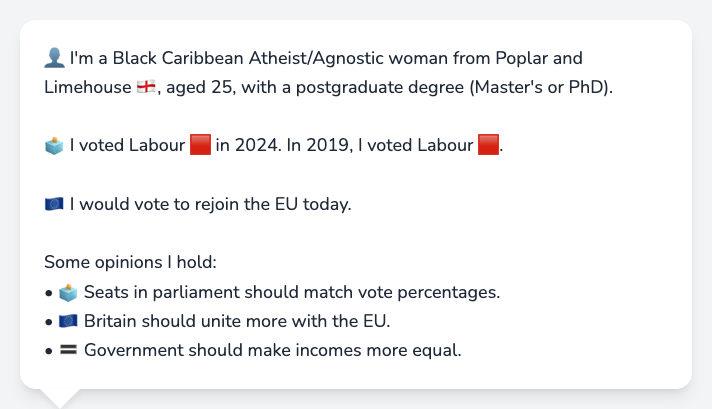 👤 I'm a Black Caribbean Atheist/Agnostic woman from Poplar and
Limehouse 🏴󠁧󠁢󠁥󠁮󠁧󠁿, aged 25, with a postgraduate degree (Master's or PhD).
🗳️ I voted Labour 🟥 in 2024. In 2019, I voted Labour 🟥.
🇪🇺 I would vote to rejoin the EU today.
Some opinions I hold:
• 🗳️ Seats in parliament should match vote percentages.
• 🇪🇺 Britain should unite more with the EU.
• 🟰 Government should make incomes more equal.